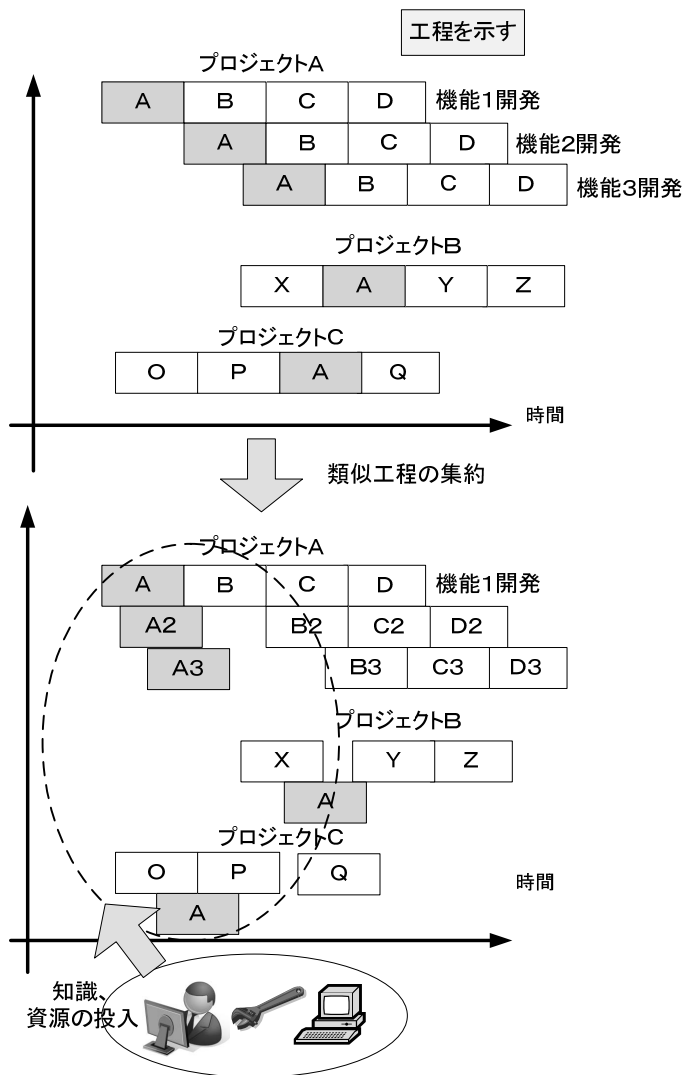 工程を示す
プロジェクトA
A B C D 機能1開発
A B C D 機能2開発
A B C D 機能3開発
プロジェクトB
X A Y Z
プロジェクトC
O P A Q
時間
類似工程の集約
プロジェクトA
A B C D 機能1開発
A2 B2 C2 D2
A3 B3 C3 D3
プロジェクトB
X Y Z
A
プロジェクトC
O P Q
時間
A
知識、
資源の投入